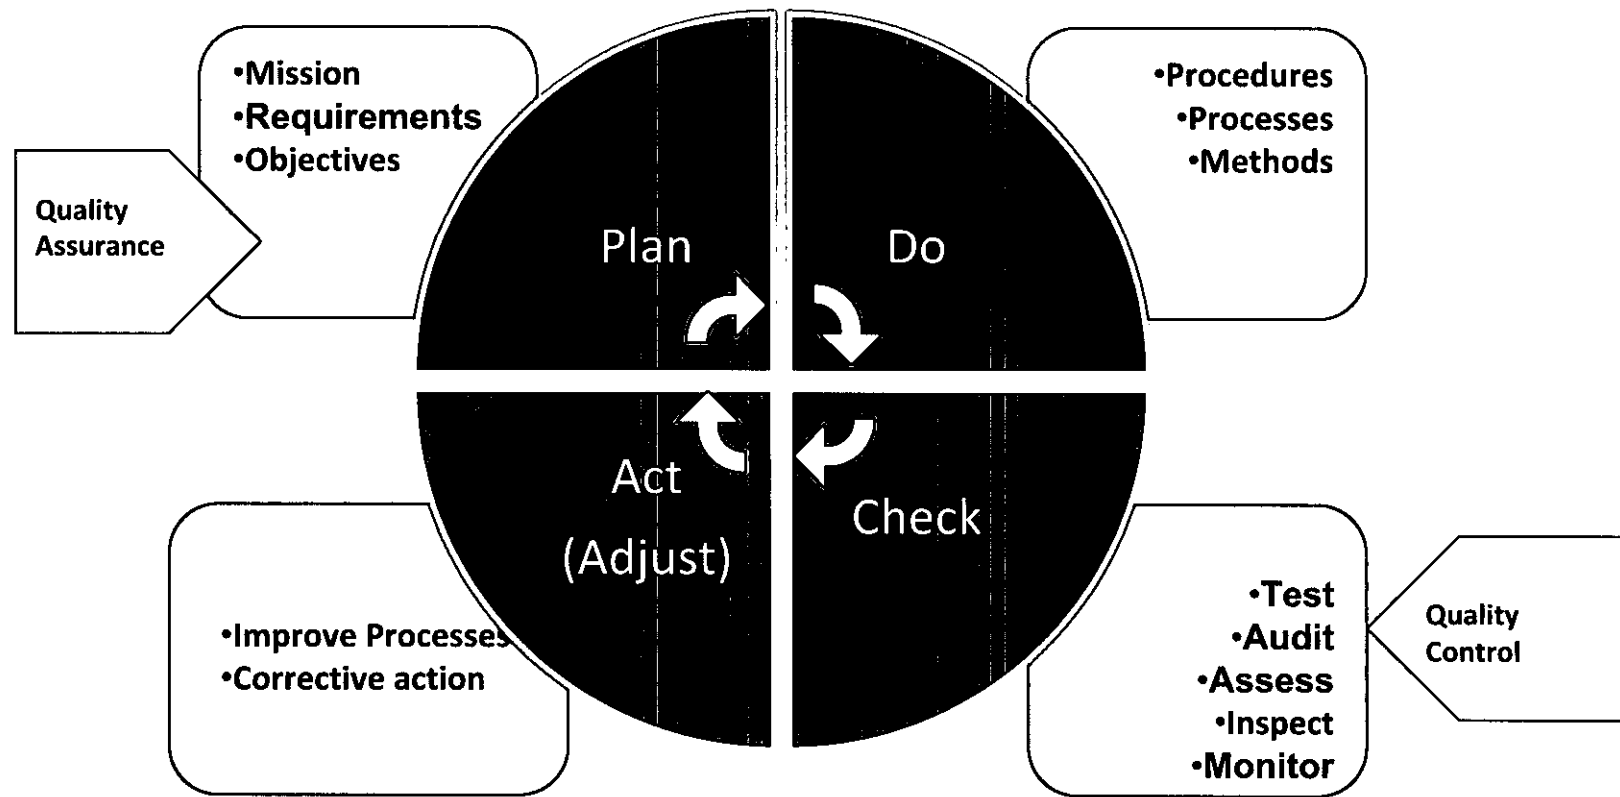 •Mission
•Requirements
•Objectives
Quality
Assurance
•Procedures
•Processes
•Methods
Plan
Do
Act
(Adjust)
Check
•Improve Processes
•Corrective action
•Test
•Audit
•Assess
•Inspect
•Monitor
Quality
Control